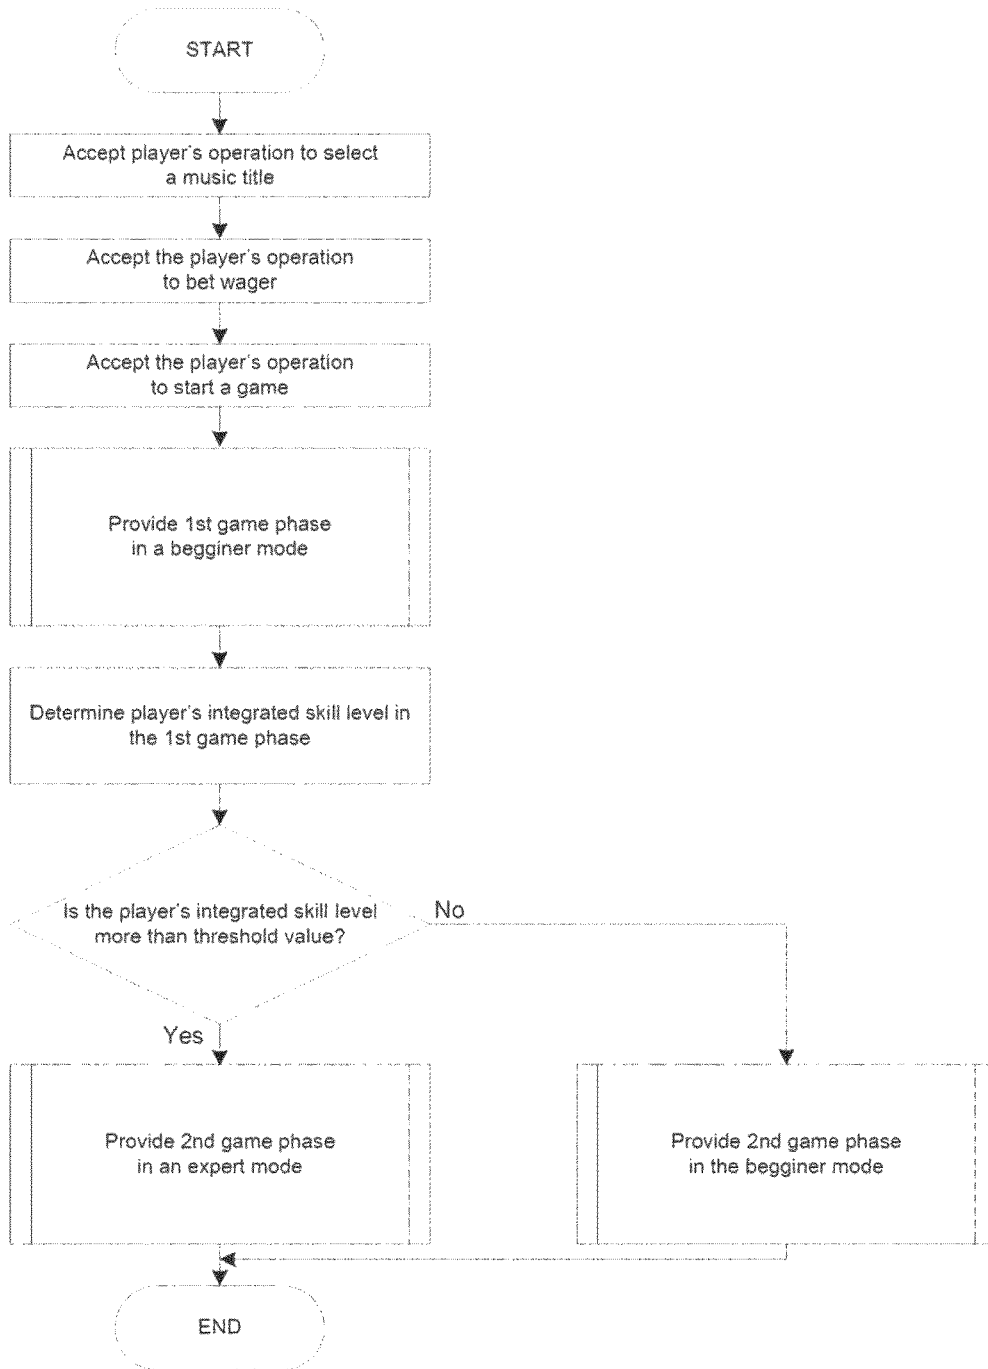 START
Accept player's operation to select
a music title
Accept the player's operation
to bet wager
Accept the player's operation
to start a game
Provide 1st game phase
in a begginer mode
Determine player's integrated skill level in
the 1st game phase
Is the player's integrated skill level
more than threshold value?
No
Yes
Provide 2nd game phase
in an expert mode
Provide 2nd game phase
in the begginer mode
END